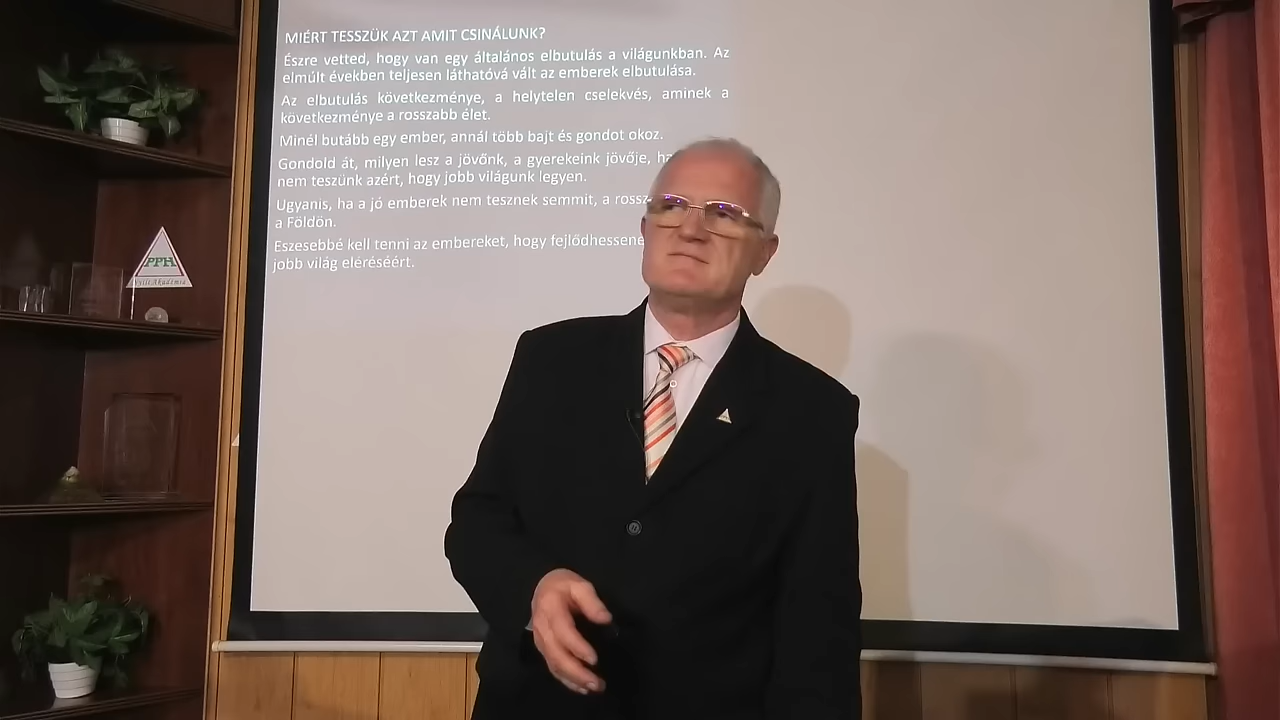 MIÉRT TESSZÜK AZT AMIT CSINÁLUNK?
Észre vetted, hogy van egy általános elbutulás a világunkban. Az
elmúlt években teljesen láthatóvá vált az emberek elbutulása.
Az elbutulás következménye, a helytelen cselekvés, aminek a
következménye a rosszabb élet.
Minél butább egy ember, annál több bajt és gondot okoz.
Gondold át, milyen lesz a jövőnk, a gyerekeink jövője, ha
nem teszünk azért, hogy jobb világunk legyen.
Ugyanis, ha a jó emberek nem tesznek semmit, a rossz
a Földön.
Eszesebbé kell tenni az embereket, hogy fejlődhessene
jobb világ eléréséért.
PPH
Nyílt Akadémia